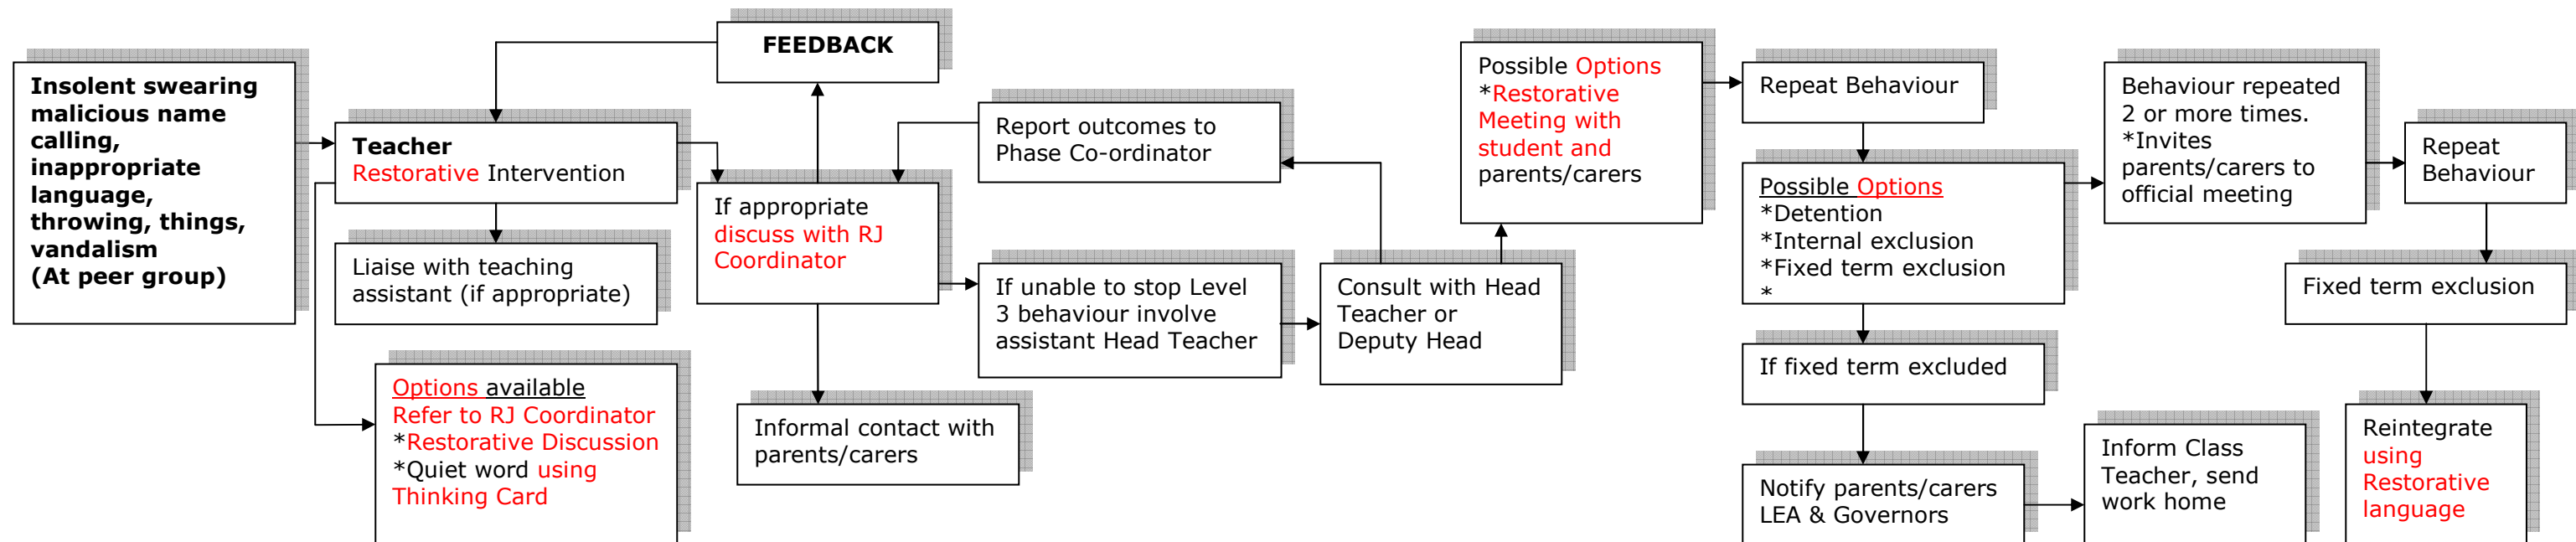 Insolent swearing
malicious name
calling,
inappropriate
language,
throwing, things,
vandalism
(At peer group)
FEEDBACK
Teacher
Restorative Intervention
Liaise with teaching
assistant (if appropriate)
Options available
Refer to RJ Coordinator
*Restorative Discussion
*Quiet word using
Thinking Card
If appropriate
discuss with RJ
Coordinator
Informal contact with
parents/carers
Report outcomes to
Phase Co-ordinator
If unable to stop Level
3 behaviour involve
assistant Head Teacher
Consult with Head
Teacher or
Deputy Head
Possible Options
*Restorative
Meeting with
student and
parents/carers
Repeat Behaviour
Possible Options
*Detention
*Internal exclusion
*Fixed term exclusion
*
If fixed term excluded
Notify parents/carers
LEA & Governors
Inform Class
Teacher, send
work home
Behaviour repeated
2 or more times.
*Invites
parents/carers to
official meeting
Repeat
Behaviour
Fixed term exclusion
Reintegrate
using
Restorative
language